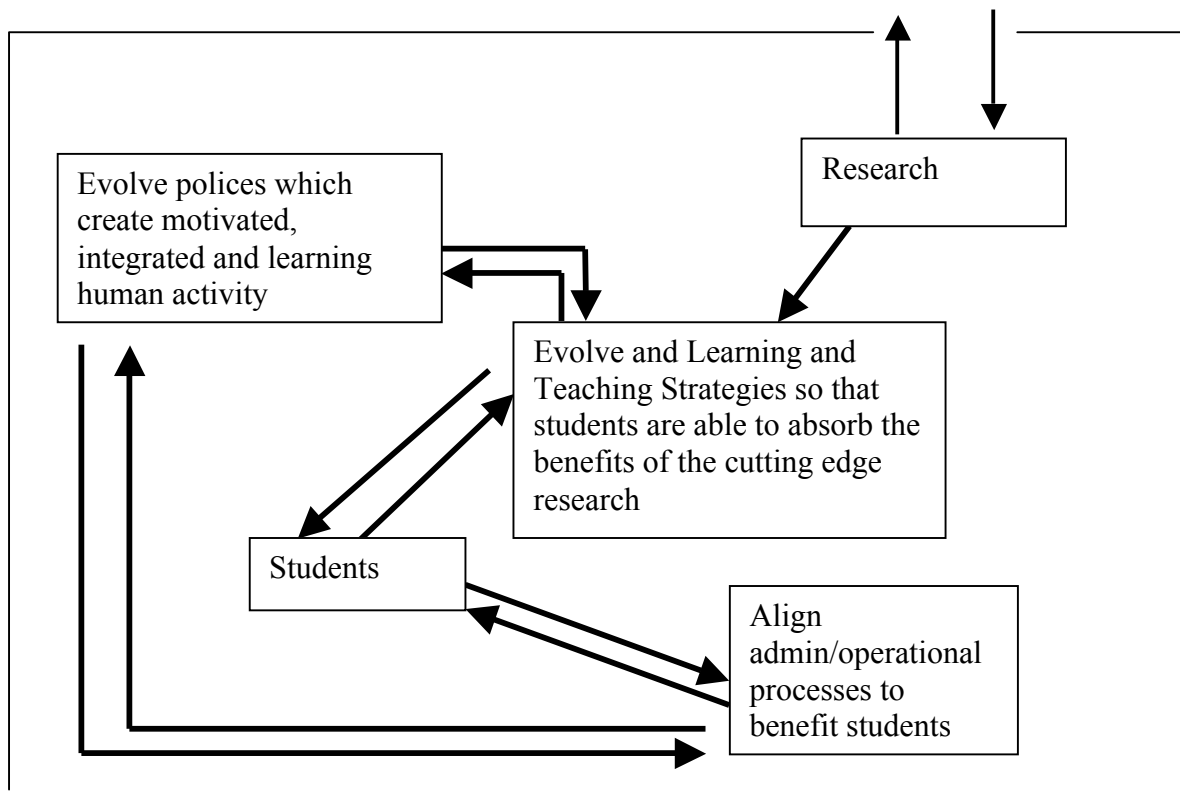 Research
Evolve polices which
create motivated,
integrated and learning
human activity
Evolve and Learning and
Teaching Strategies so that
students are able to absorb the
benefits of the cutting edge
research
Students
Align
admin/operational
processes to
benefit students